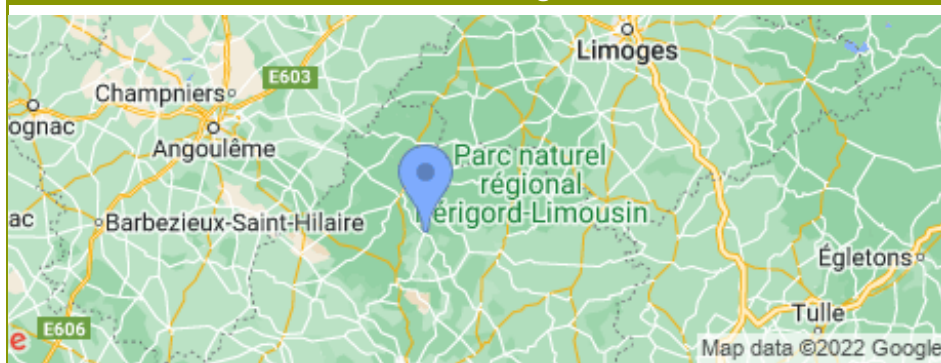 Limoges
E603
Champniers
ognac
Angoulême
Parc naturel
régional
Périgord-Limousin
ac
Barbezieux-Saint-Hilaire
Égletons
Tulle
E606
e
Map data ©2022 Google